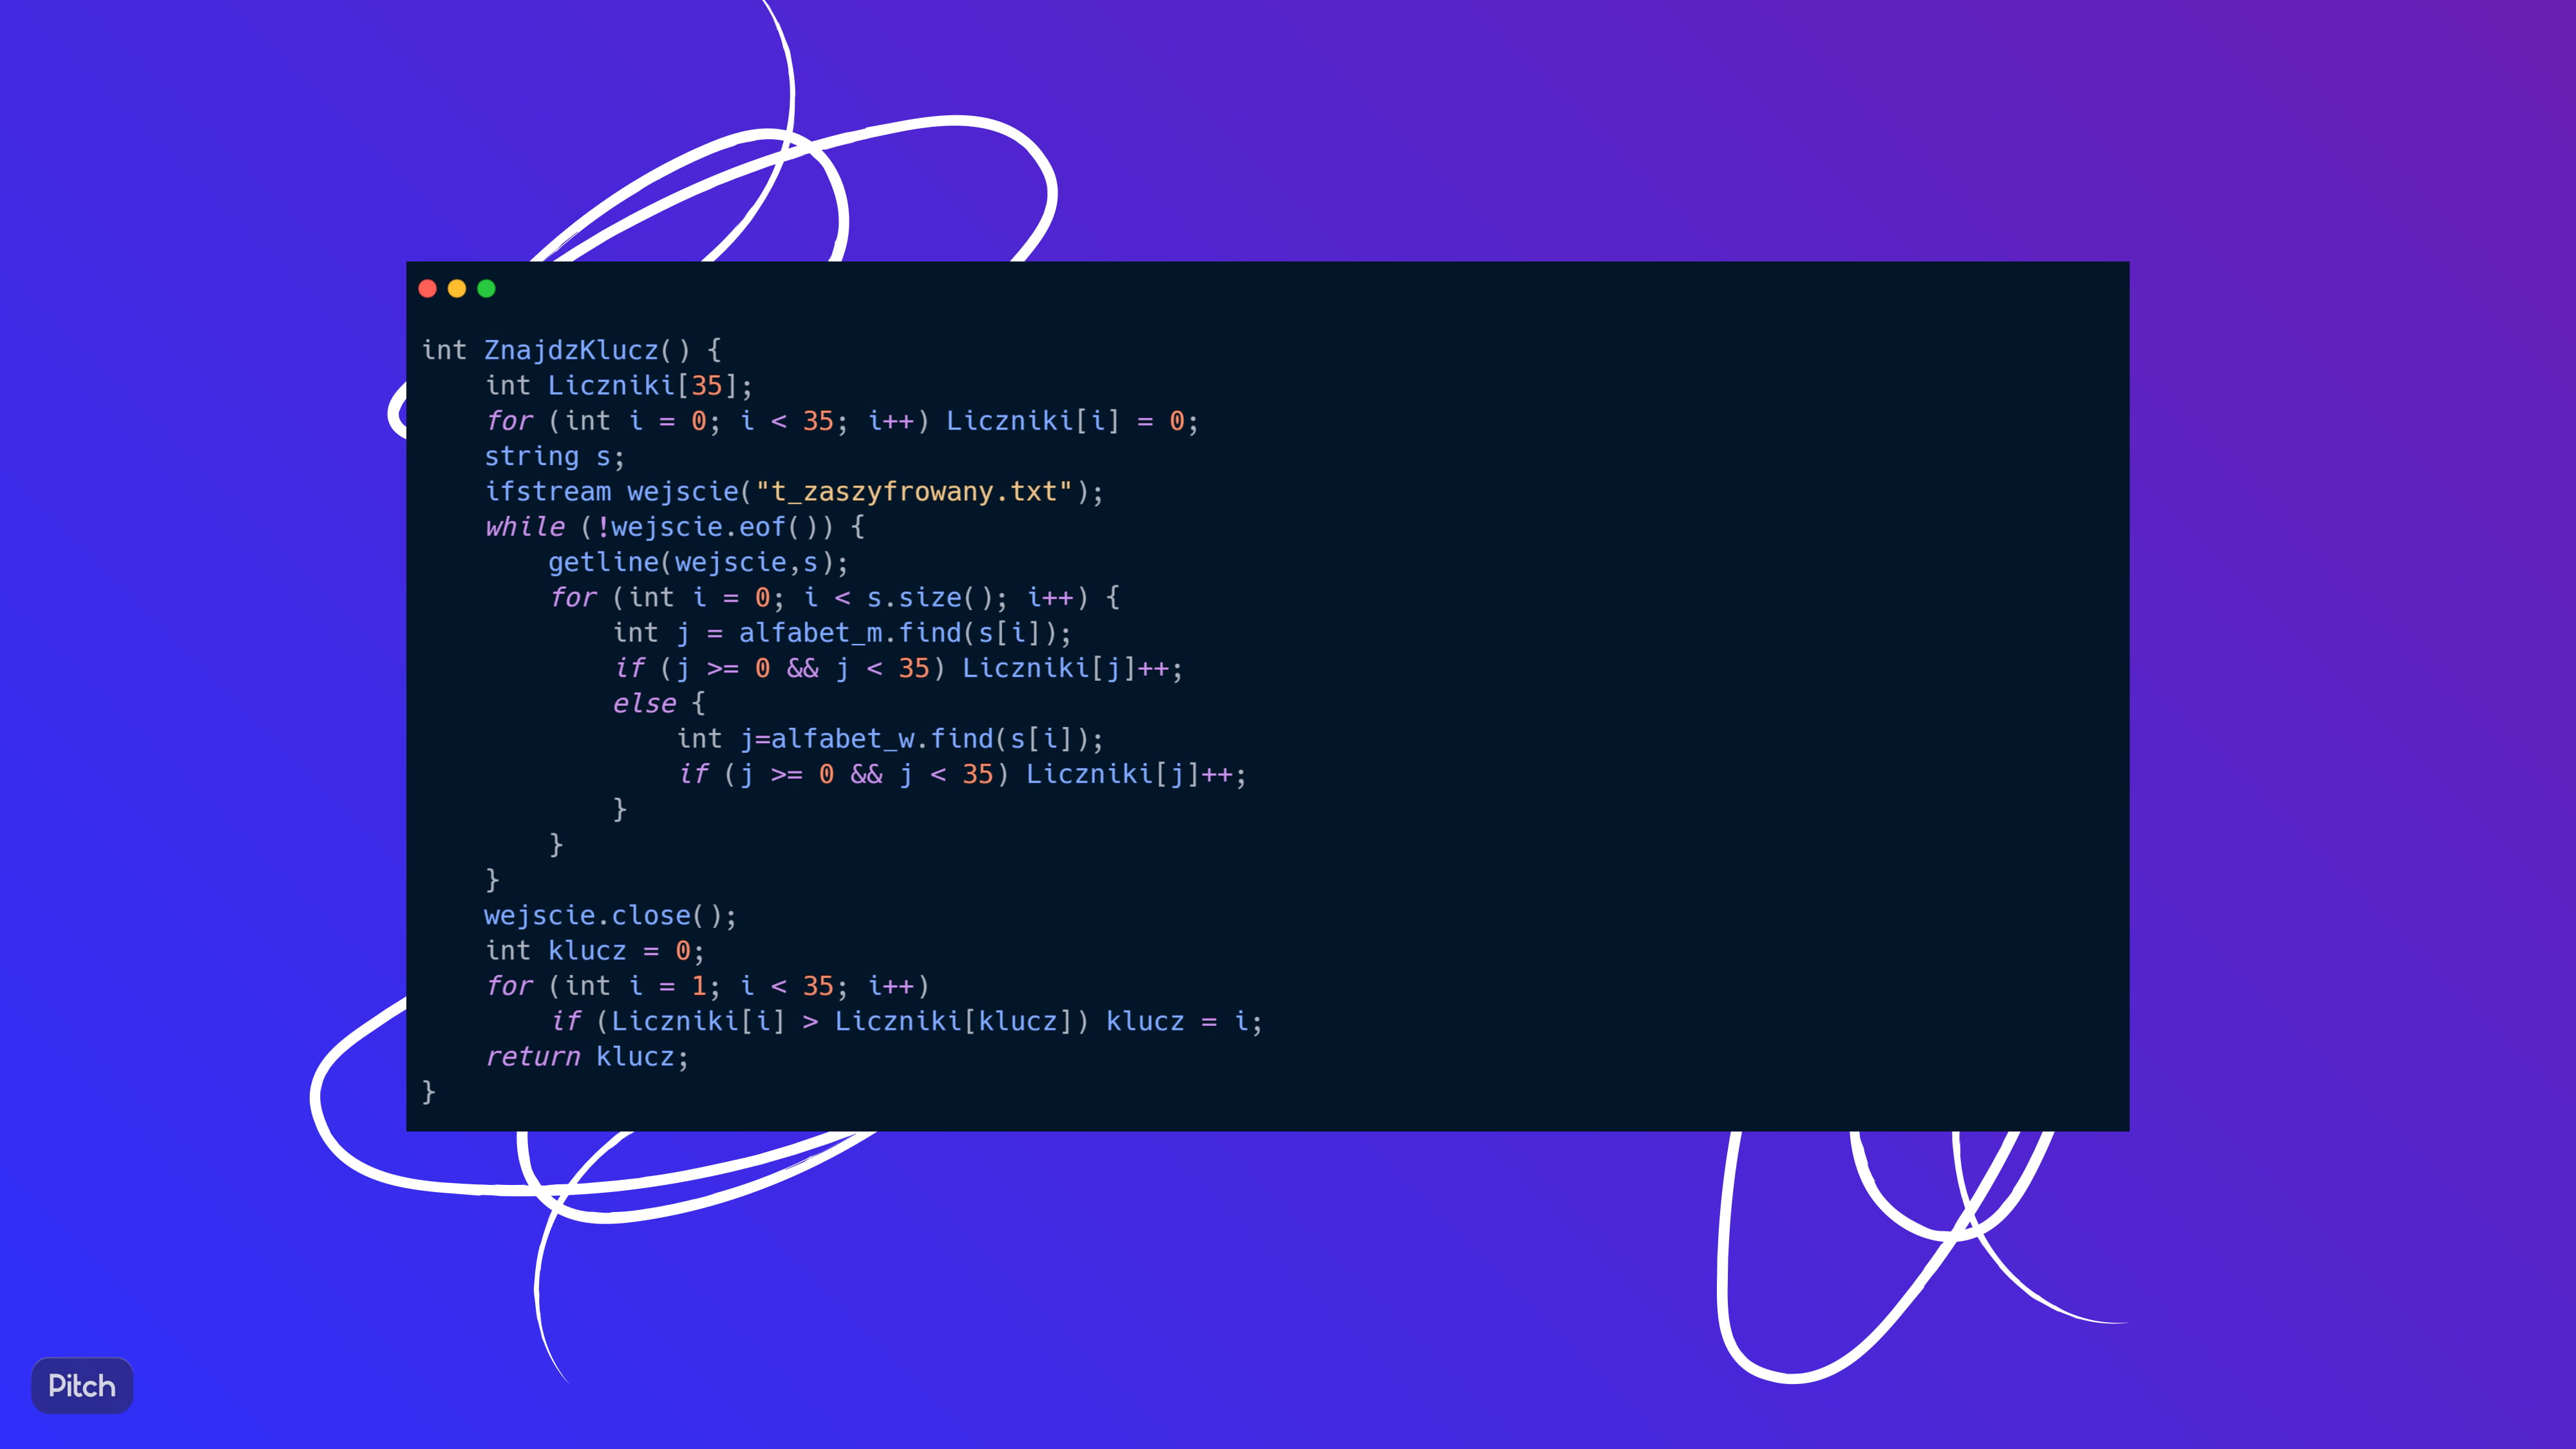 int ZnajdzKlucz() {
    int Liczniki[35];
    for (int i = 0; i < 35; i++) Liczniki[i] = 0;
    string s;
    ifstream wejscie("t_zaszyfrowany.txt");
    while (!wejscie.eof()) {
        getline(wejscie,s);
        for (int i = 0; i < s.size(); i++) {
            int j = alfabet_m.find(s[i]);
            if (j >= 0 && j < 35) Liczniki[j]++;
            else {
                int j=alfabet_w.find(s[i]);
                if (j >= 0 && j < 35) Liczniki[j]++;
            }
        }
    }
    wejscie.close();
    int klucz = 0;
    for (int i = 1; i < 35; i++)
        if (Liczniki[i] > Liczniki[klucz]) klucz = i;
    return klucz;
}
Pitch